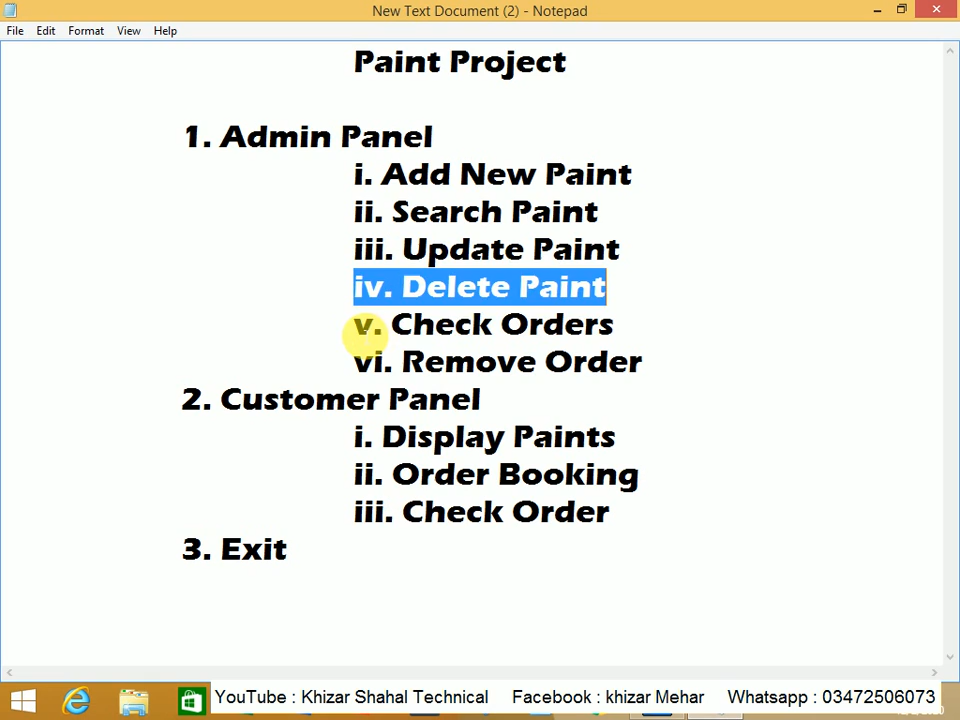 New Text Document (2) - Notepad
File Edit Format View Help
Paint Project
1. Admin Panel
i. Add New Paint
ii. Search Paint
iii. Update Paint
iv. Delete Paint
v. Check Orders
vi. Remove Order
2. Customer Panel
i. Display Paints
ii. Order Booking
iii. Check Order
3. Exit
YouTube : Khizar Shahal Technical Facebook : khizar Mehar Whatsapp : 03472506073